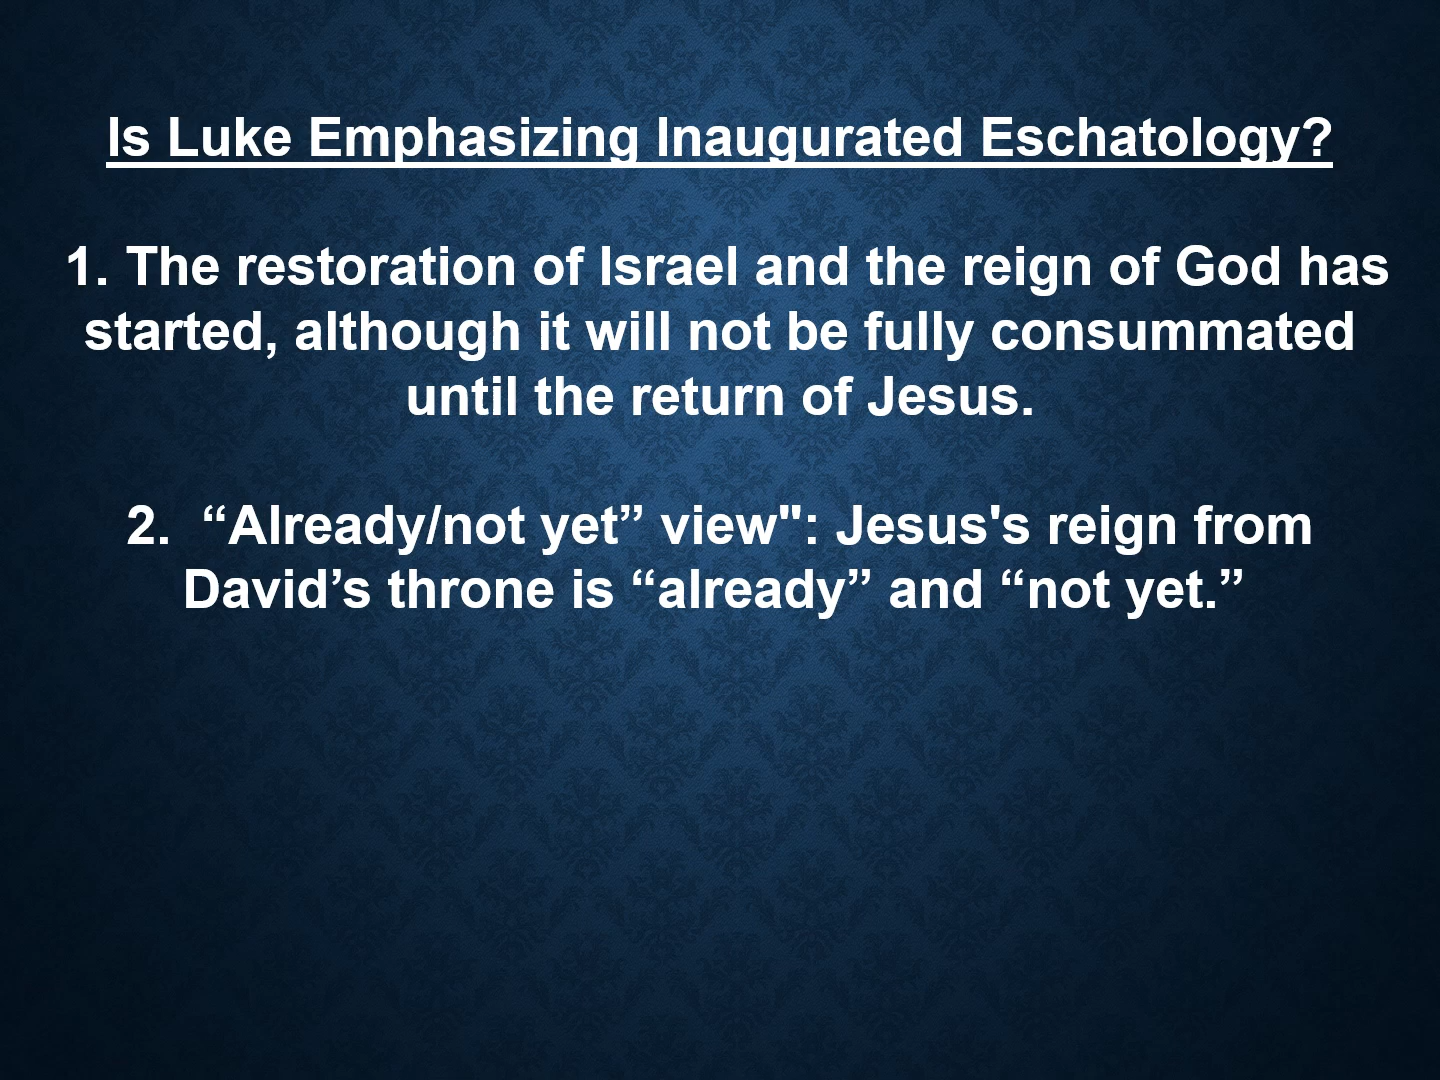 Is Luke Emphasizing Inaugurated Eschatology?
1. The restoration of Israel and the reign of God has
started, although it will not be fully consummated
until the return of Jesus.
2.  “Already/not yet” view": Jesus's reign from
David’s throne is “already” and “not yet.”